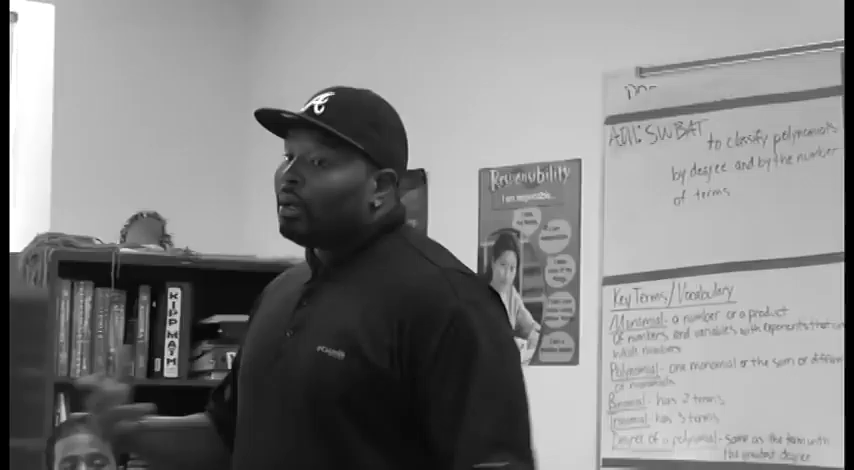 A
Responsibility
I am responsible...
KIPP MATH
AIM: SWBAT to classify polynomials
by degree and by the number
of terms
Key Terms/Vocabulary
Monomial - a number or a product
of numbers and variables with exponents that are
whole numbers
Polynomial - one monomial or the sum or difference
of monomials
Binomial - has 2 terms
Trinomial - has 3 terms
Degree of a polynomial - same as the term with
the greatest degree